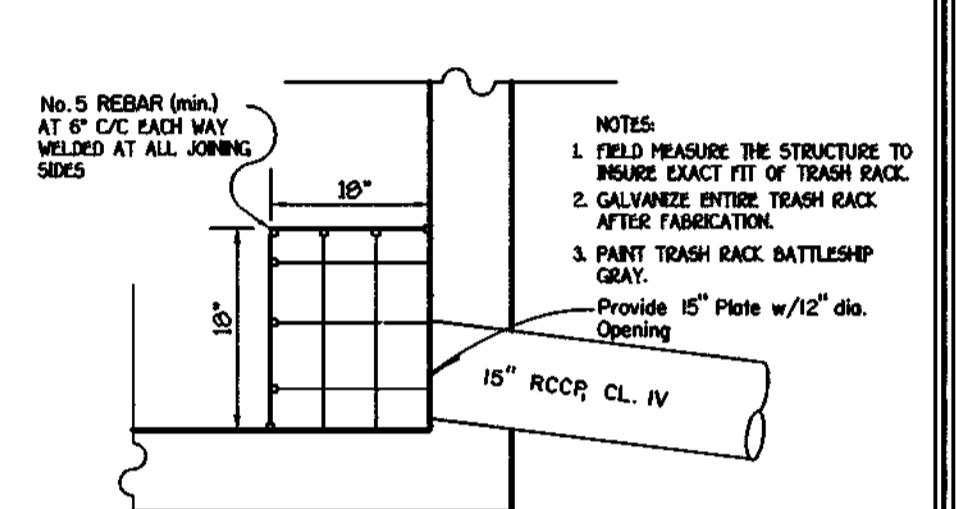 No. 5 REBAR (min.)
AT 6" C/C EACH WAY
WELDED AT ALL JOINING
SIDES
18"
18"
NOTES:
1. FIELD MEASURE THE STRUCTURE TO
INSURE EXACT FIT OF TRASH RACK.
2. GALVANIZE ENTIRE TRASH RACK
AFTER FABRICATION.
3. PAINT TRASH RACK BATTLESHIP
GRAY.
Provide 15" Plate w/12" dia.
Opening
15" RCCP, CL. IV